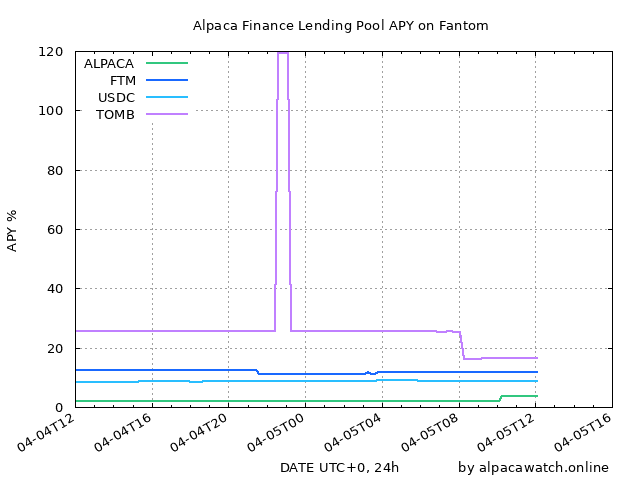 Alpaca Finance Lending Pool APY on Fantom
120
100
80
60
40
20
0
APY %
ALPACA
FTM
USDC
TOMB
04-04T12
04-04T16
04-04T20
04-05T00
04-05T04
04-05T08
04-05T12
04-05T16
DATE UTC+0, 24h
by alpacawatch.online